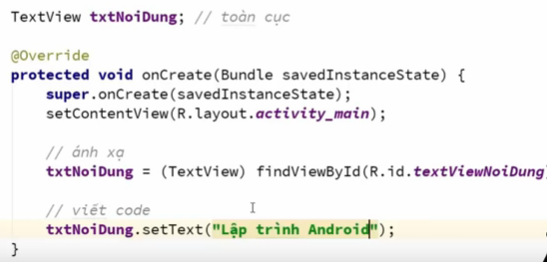 TextView txtNoiDung; // toàn cục
@Override
protected void onCreate(Bundle savedInstanceState) {
super.onCreate(savedInstanceState);
setContentView(R.layout.activity_main);
// ánh xạ
txtNoiDung = (TextView) findViewById(R.id.textViewNoiDung)
// viết code
txtNoiDung.setText("Lập trình Android");
}